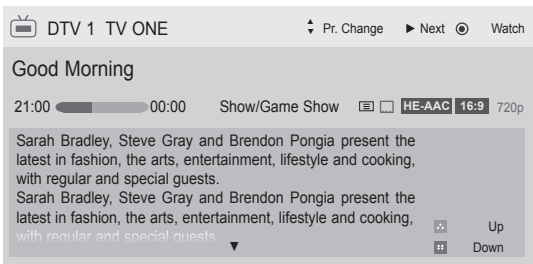 DTV 1 TV ONE Pr. Change Next Watch
Good Morning
21:00 00:00 Show/Game Show HE-AAC 16:9 720p
Sarah Bradley, Steve Gray and Brendon Pongia present the
latest in fashion, the arts, entertainment, lifestyle and cooking,
with regular and special guests.
Sarah Bradley, Steve Gray and Brendon Pongia present the
latest in fashion, the arts, entertainment, lifestyle and cooking,
with regular and special guests.
Up
Down